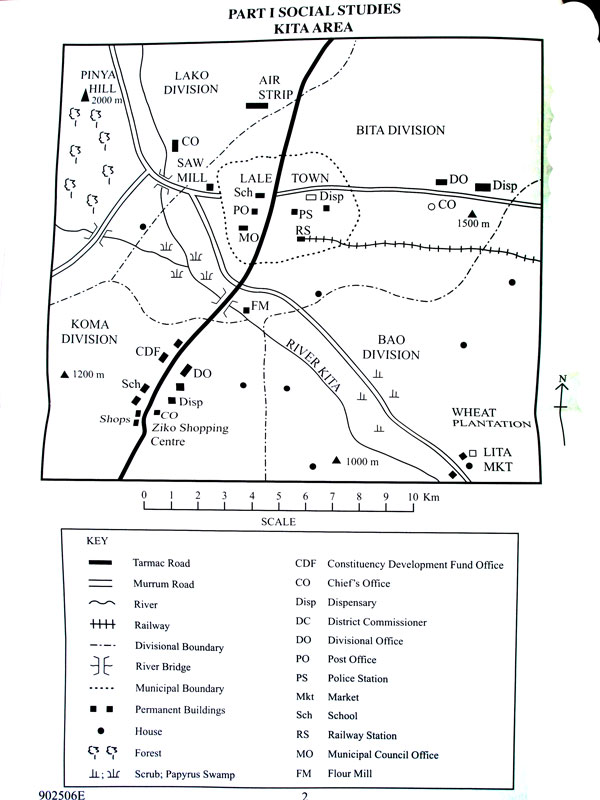 PART I SOCIAL STUDIES
KITA AREA
PINYA
HILL
2000 m
LAKO
DIVISION
AIR
STRIP
BITA DIVISION
CO
SAW
MILL
LALE TOWN
Sch
Disp
PO
PS
MO
RS
DO
Disp
CO
1500 m
FM
KOMA
DIVISION
CDF
BAO
DIVISION
RIVER KITA
1200 m
DO
Sch
Disp
Shops
CO
Ziko Shopping
Centre
WHEAT
PLANTATION
1000 m
LITA
MKT
N
0 1 2 3 4 5 6 7 8 9 10 Km
SCALE
KEY
Tarmac Road
Murrum Road
River
Railway
Divisional Boundary
River Bridge
Municipal Boundary
Permanent Buildings
House
Forest
Scrub; Papyrus Swamp
CDF Constituency Development Fund Office
CO Chief's Office
Disp Dispensary
DC District Commissioner
DO Divisional Office
PO Post Office
PS Police Station
Mkt Market
Sch School
RS Railway Station
MO Municipal Council Office
FM Flour Mill
902506E
2